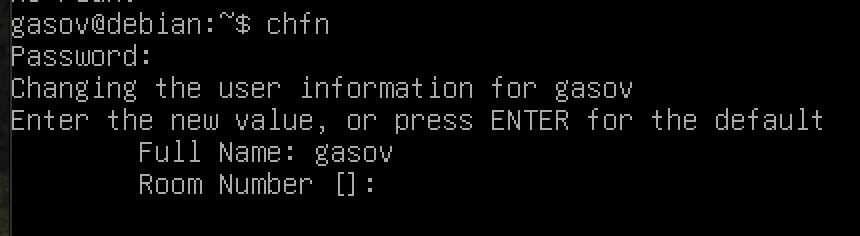 gasov@debian:~$ chfn
Password:
Changing the user information for gasov
Enter the new value, or press ENTER for the default
Full Name: gasov
Room Number []: